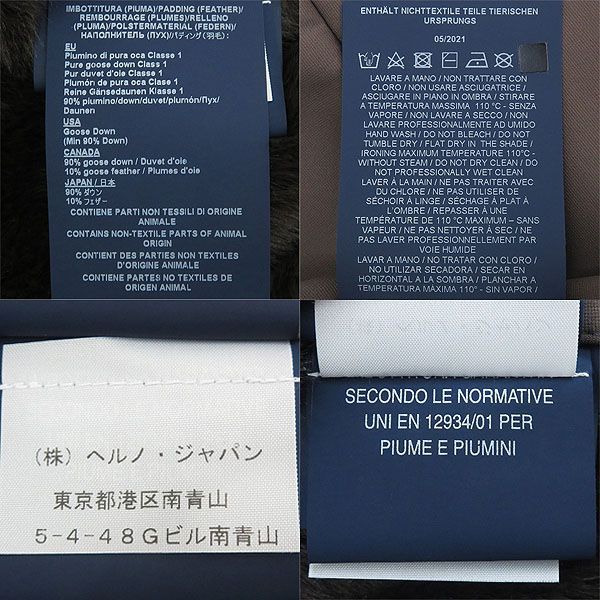 IMBOTTITURA (PIUMA)/PADDING (FEATHER)/
REMBOURRAGE (PLUMES)/RELLENO
(PLUMA)/POLSTERMATERIAL (FEDERN)/
НАПОЛНИТЕЛЬ (ПУХ)/パディング(羽毛):
EU
Piumino di pura oca Classe 1
Pure goose down Class 1
Pur duvet d'oie Class 1
Plumón de pura oca Clase 1
Reine Gänsedaunen Klasse 1
90% piumino/down/duvet/plumón/Пух/
Daunen
USA
Goose Down
(Min 90% Down)
CANADA
90% goose down / Duvet d'oie
10% goose feather / Plumes d'oie
JAPAN / 日本
90% ダウン
10% フェザー
CONTIENE PARTI NON TESSILI DI ORIGINE
ANIMALE
CONTAINS NON-TEXTILE PARTS OF ANIMAL
ORIGIN
CONTIENT DES PARTIES NON TEXTILES
D'ORIGINE ANIMALE
CONTIENE PARTES NO TEXTILES DE
ORIGEN ANIMAL
ENTHÄLT NICHTTEXTILE TEILE TIERISCHEN
URSPRUNGS
05/2021
LAVARE A MANO / NON TRATTARE CON
CLORO / NON USARE ASCIUGATRICE /
ASCIUGARE IN PIANO IN OMBRA / STIRARE
A TEMPERATURA MASSIMA 110 °C - SENZA
VAPORE / NON LAVARE A SECCO / NON
LAVARE PROFESSIONALMENTE AD UMIDO
HAND WASH / DO NOT BLEACH / DO NOT
TUMBLE DRY / FLAT DRY IN THE SHADE /
IRONING MAXIMUM TEMPERATURE 110°C -
WITHOUT STEAM / DO NOT DRY CLEAN / DO
NOT PROFESSIONALLY WET CLEAN
LAVER À LA MAIN / NE PAS TRAITER AVEC
DU CHLORE / NE PAS UTILISER DE
SÉCHOIR À LINGE / SÉCHAGE À PLAT À
L'OMBRE / REPASSER À UNE
TEMPÉRATURE DE 110 °C MAXIMUM – SANS
VAPEUR / NE PAS NETTOYER À SEC / NE
PAS LAVER PROFESSIONNELLEMENT PAR
VOIE HUMIDE
LAVAR A MANO / NO TRATAR CON CLORO /
NO UTILIZAR SECADORA / SECAR EN
HORIZONTAL A LA SOMBRA / PLANCHAR A
TEMPERATURA MÁXIMA 110° - SIN VAPOR /
(株)ヘルノ・ジャパン
東京都港区南青山
5-4-48Gビル南青山
SECONDO LE NORMATIVE
UNI EN 12934/01 PER
PIUME E PIUMINI